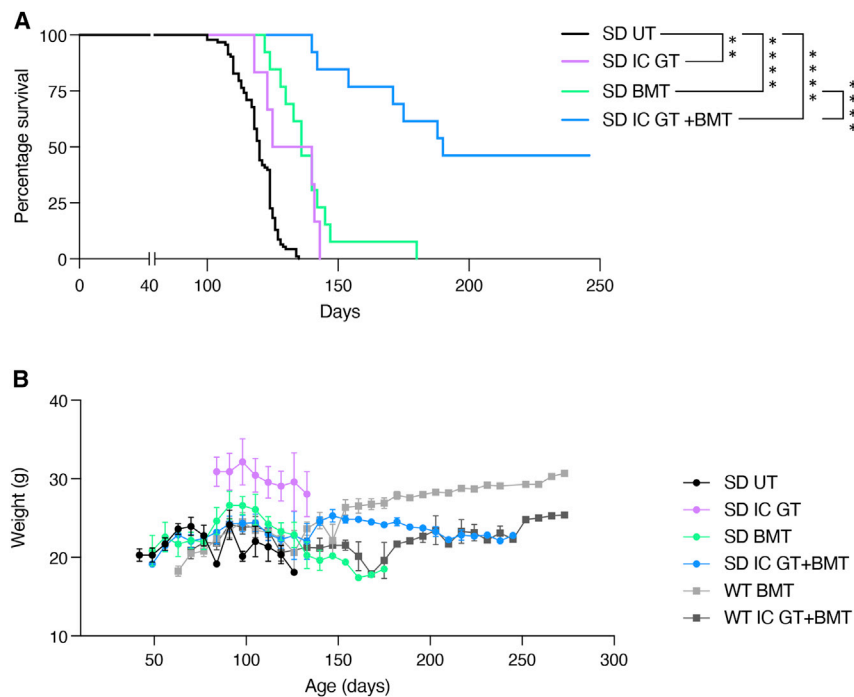 A
100
75
50
25
0
Percentage survival
0
40
100
150
200
250
Days
SD UT
SD IC GT
SD BMT
SD IC GT +BMT
**
****
****
****
B
40
30
20
10
Weight (g)
50
100
150
200
250
300
Age (days)
SD UT
SD IC GT
SD BMT
SD IC GT+BMT
WT BMT
WT IC GT+BMT